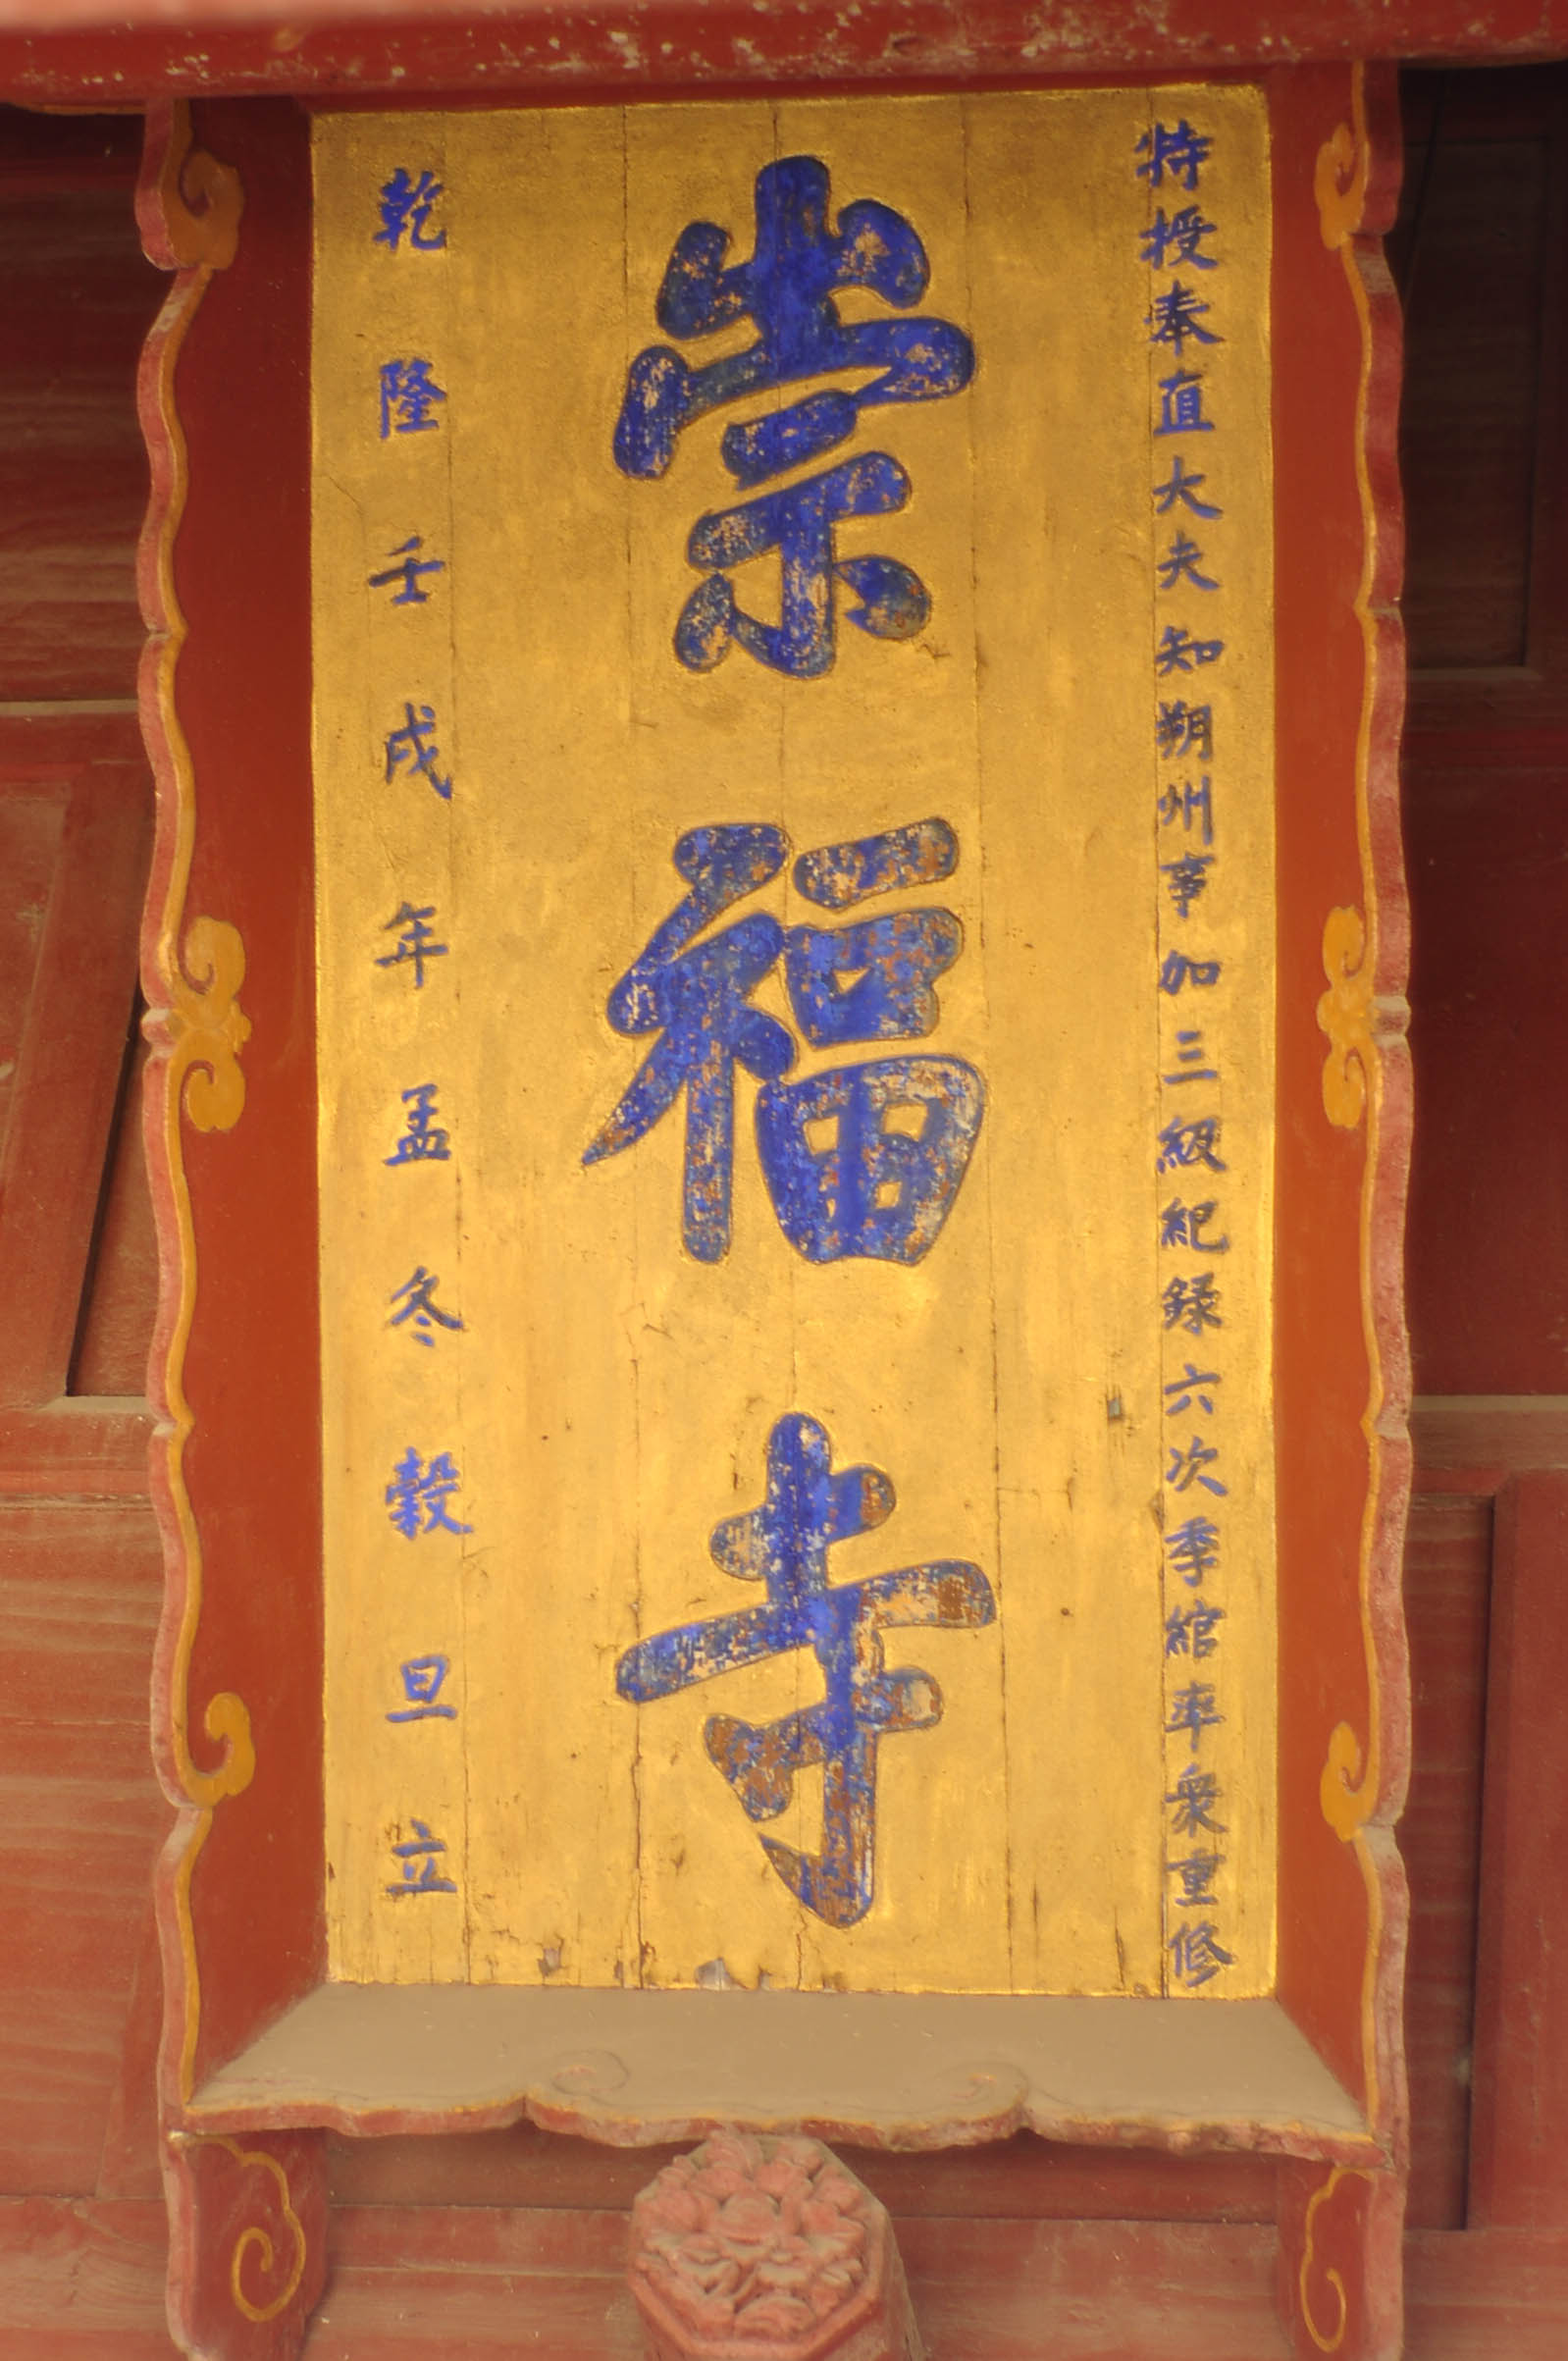 特授奉直大夫知朔州事加三級紀録六次季綰率衆重修
崇福寺
乾隆壬戌年孟冬穀旦立